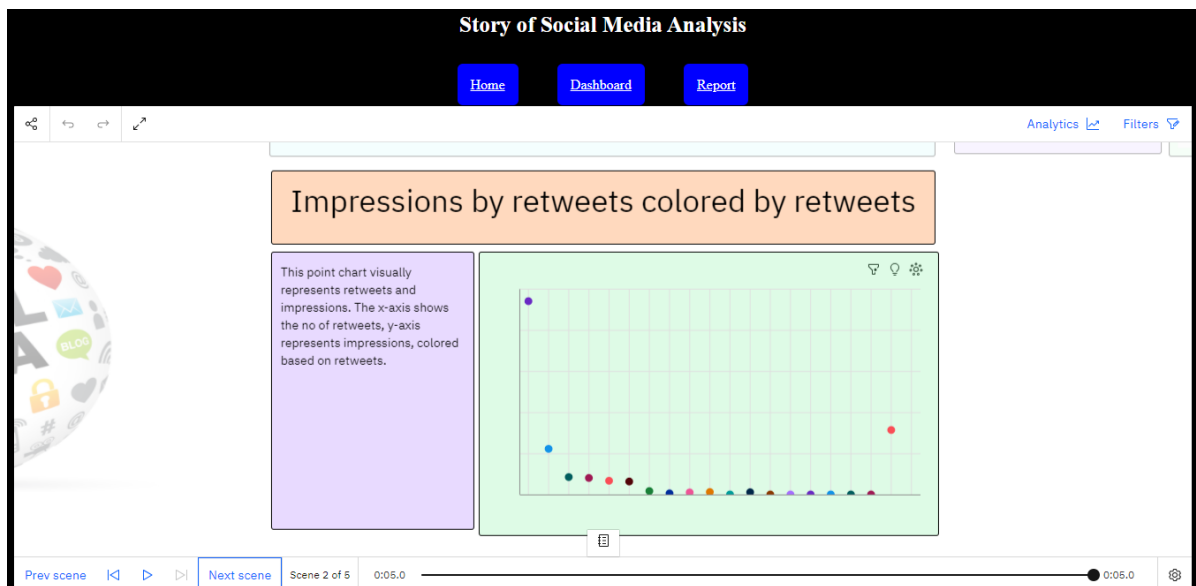 Story of Social Media Analysis
Home Dashboard Report
Analytics Filters
Impressions by retweets colored by retweets
This point chart visually
represents retweets and
impressions. The x-axis shows
the no of retweets, y-axis
represents impressions, colored
based on retweets.
BLOG
#
@
L
A
Prev scene Next scene Scene 2 of 5 0:05.0 0:05.0